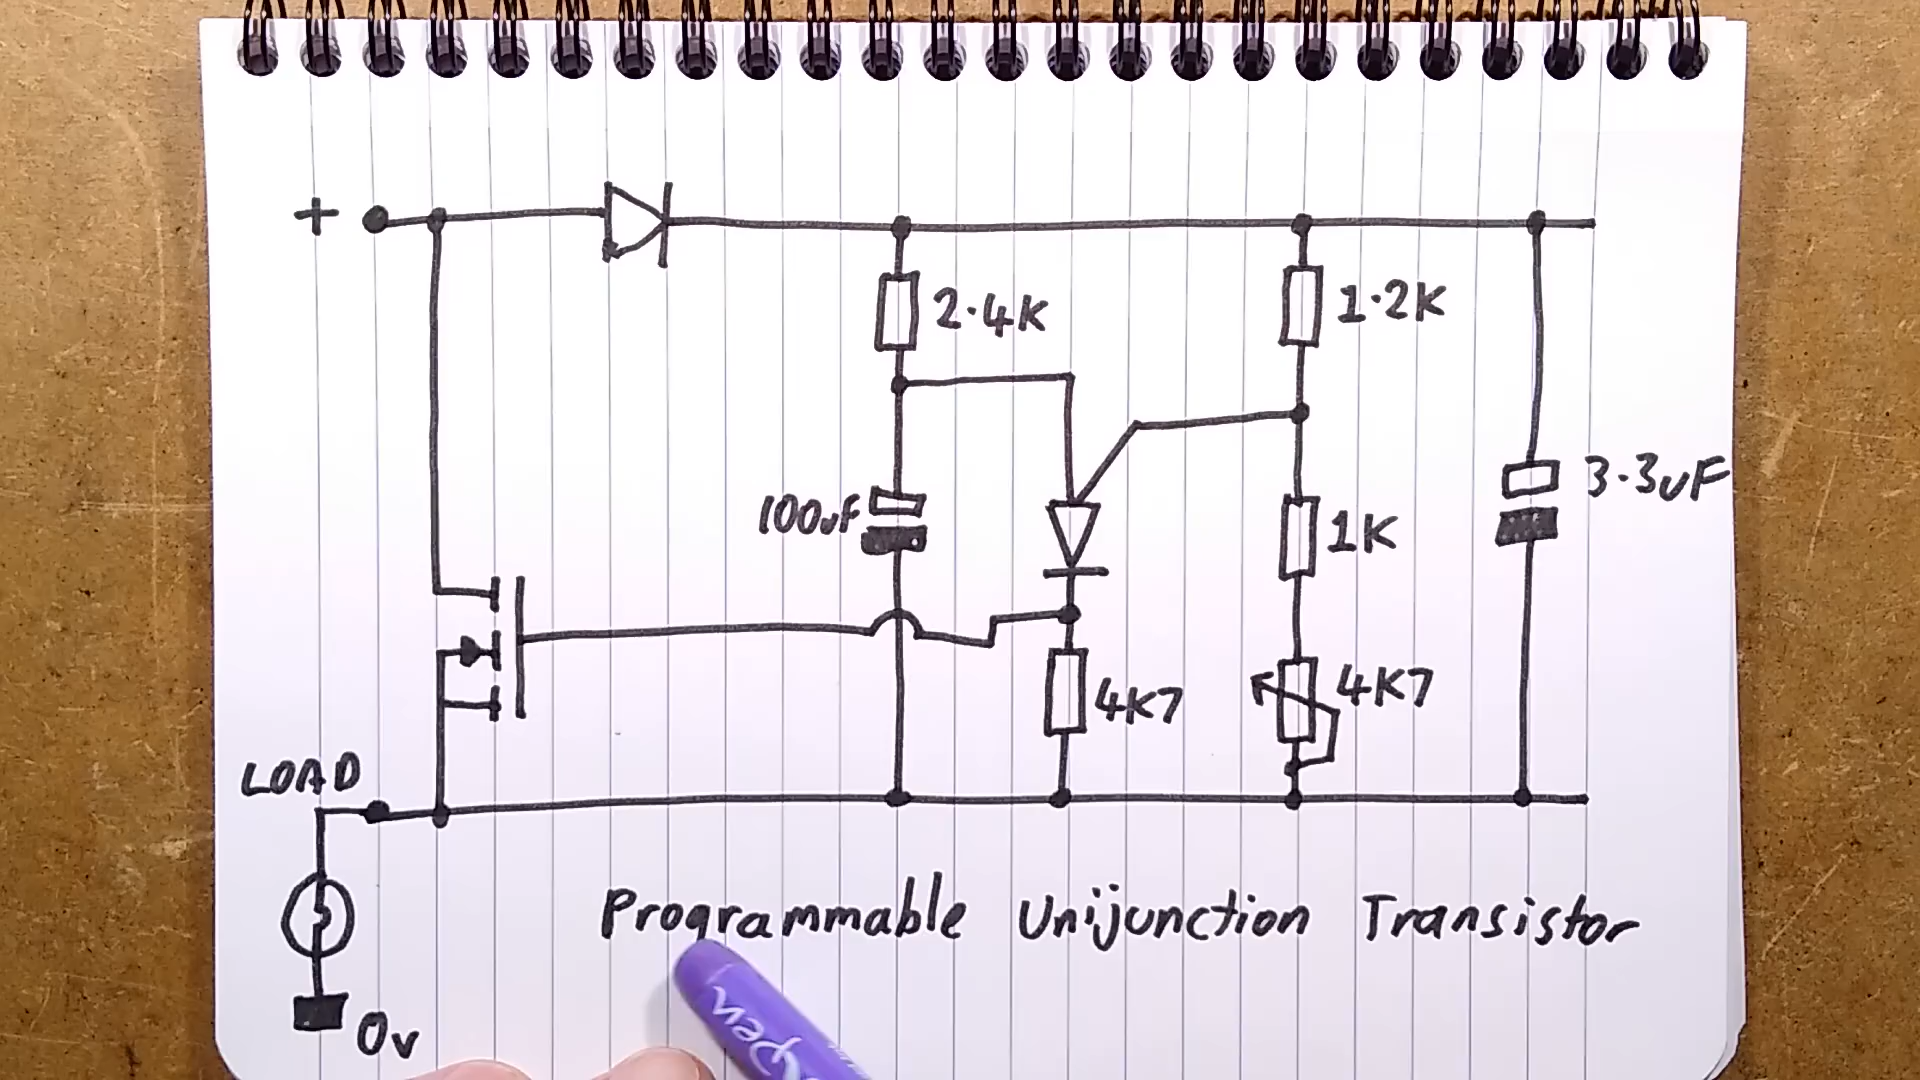 +
2.4K
1.2K
100uF
3.3uF
1K
4K7
4K7
LOAD
Programmable Unijunction Transistor
0v